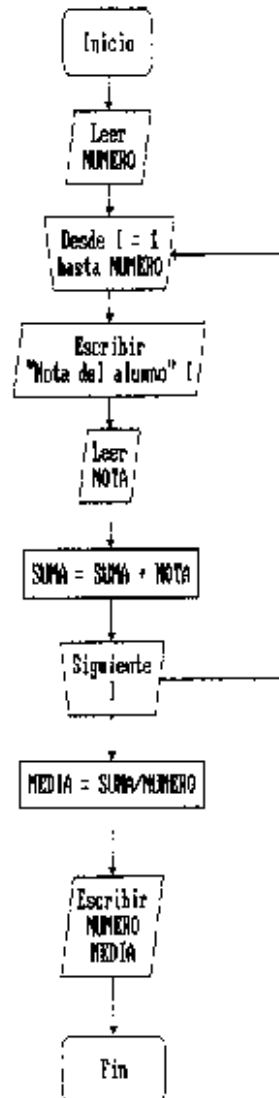 Inicio
Leer
NUMERO
Desde I = 1
hasta NUMERO
Escribir
"Nota del alumno" I
Leer
NOTA
SUMA = SUMA + NOTA
Siguiente
I
MEDIA = SUMA/NUMERO
Escribir
NUMERO
MEDIA
Fin